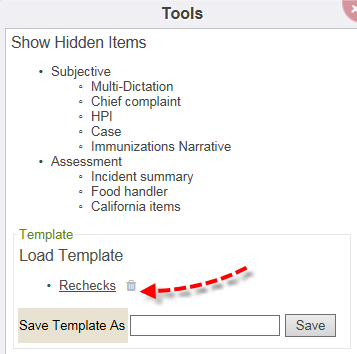 Tools
Show Hidden Items
Subjective
Multi-Dictation
Chief complaint
HPI
Case
Immunizations Narrative
Assessment
Incident summary
Food handler
California items
Template
Load Template
Rechecks
Save Template As
Save